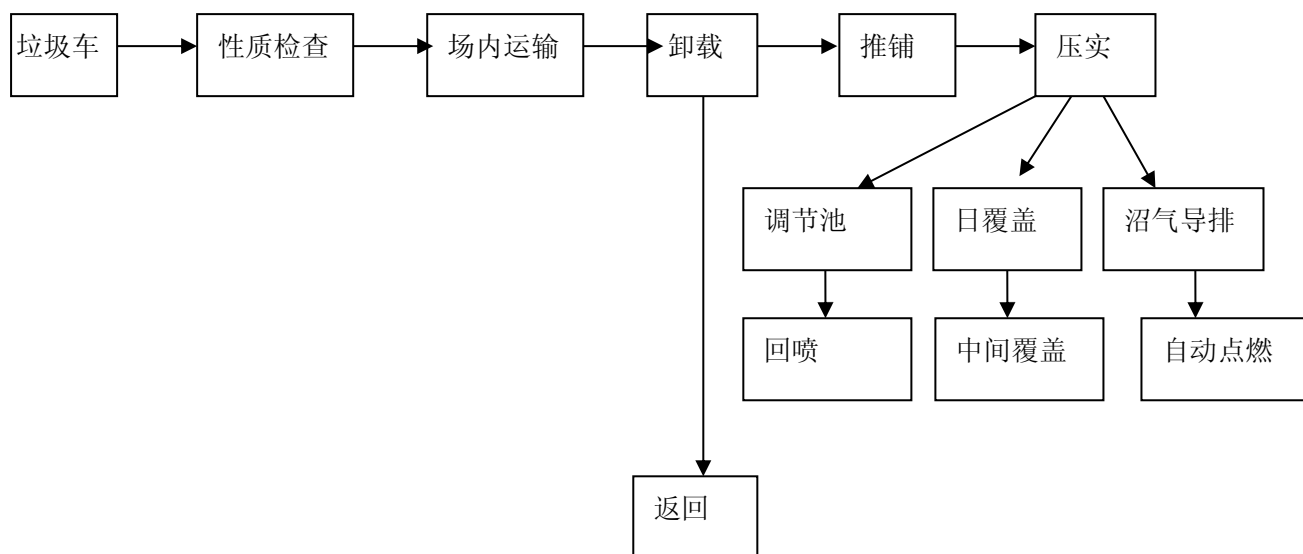 垃圾车
性质检查
场内运输
卸载
推铺
压实
调节池
日覆盖
沼气导排
回喷
中间覆盖
自动点燃
返回